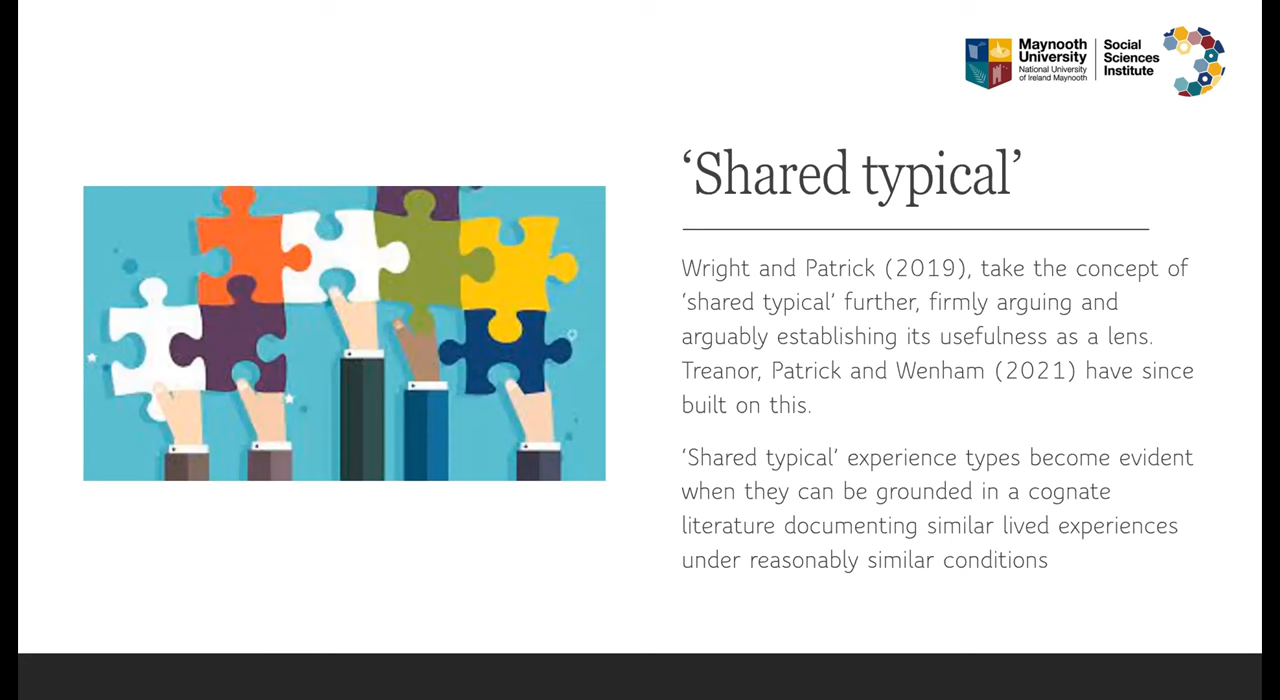 Maynooth
University
National University
of Ireland Maynooth
Social
Sciences
Institute
‘Shared typical’
Wright and Patrick (2019), take the concept of
‘shared typical’ further, firmly arguing and
arguably establishing its usefulness as a lens.
Treanor, Patrick and Wenham (2021) have since
built on this.
‘Shared typical’ experience types become evident
when they can be grounded in a cognate
literature documenting similar lived experiences
under reasonably similar conditions